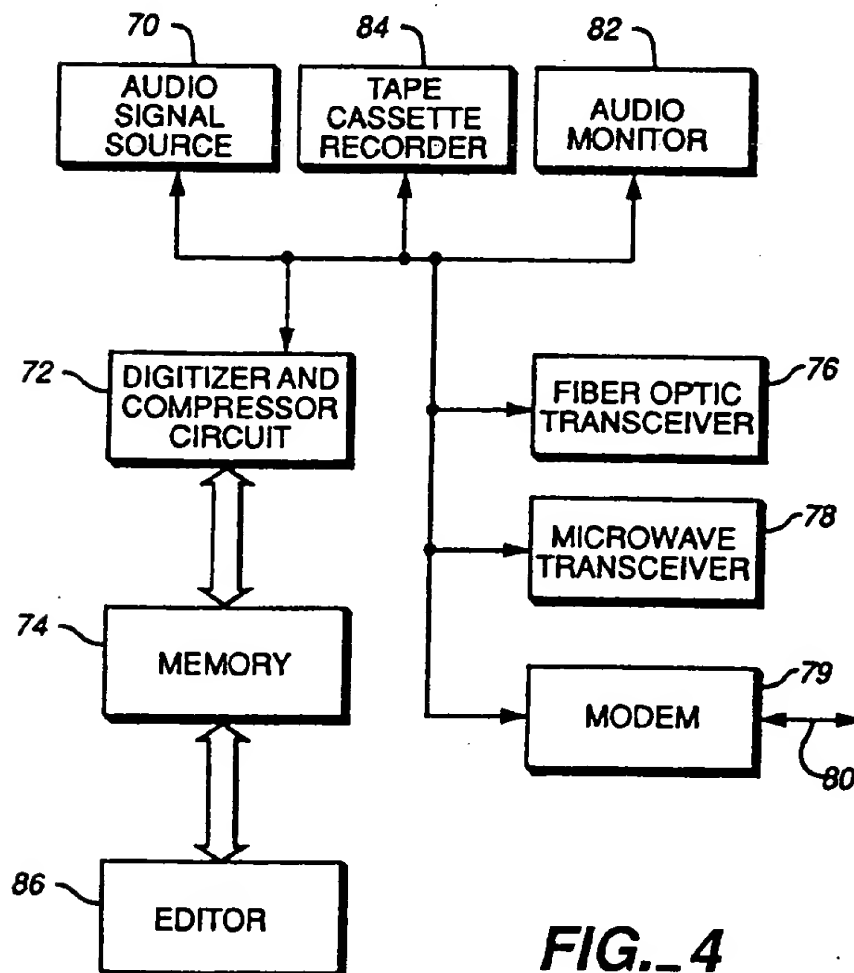 70
84
82
AUDIO
SIGNAL
SOURCE
TAPE
CASSETTE
RECORDER
AUDIO
MONITOR
72
DIGITIZER AND
COMPRESSOR
CIRCUIT
76
FIBER OPTIC
TRANSCEIVER
78
MICROWAVE
TRANSCEIVER
74
MEMORY
79
MODEM
80
86
EDITOR
FIG._4